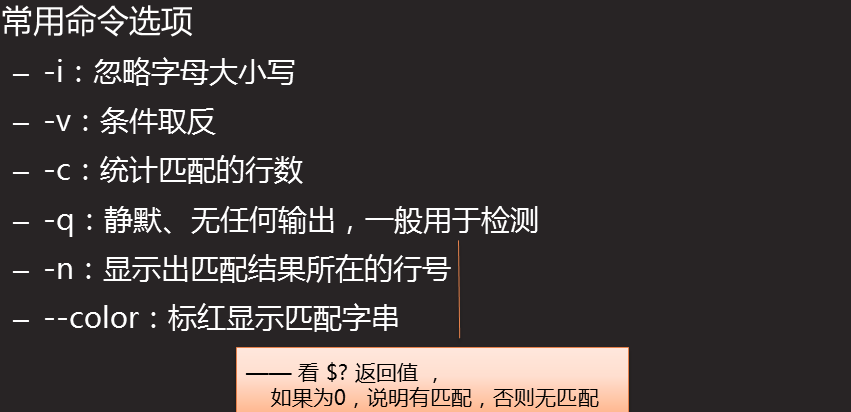 常用命令选项
– -i：忽略字母大小写
– -v：条件取反
– -c：统计匹配的行数
– -q：静默、无任何输出，一般用于检测
– -n：显示出匹配结果所在的行号
– --color：标红显示匹配字串
—— 看 $? 返回值 ，
如果为0，说明有匹配，否则无匹配